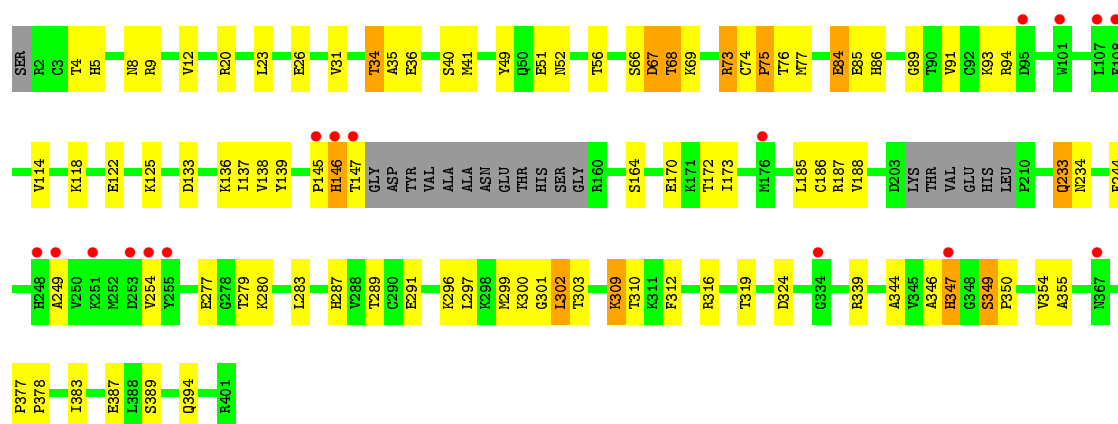 SER R2 C3 T4 H5 N8 R9 V12 R20 L23 E26 V31 T34 A35 E36 S40 M41 Y49 Q50 E51 N52 T56 S66 D67 T68 K69 R73 C74 P75 T76 M77 E84 E85 H86 G89 T90 V91 C92 K93 R94 D95 W101 L107 E108
V114 K118 E122 K125 D133 K136 I137 V138 Y139 P145 H146 T147 GLY ASP TYR VAL ALA ALA ASN GLU THR HIS SER GLY R160 S164 E170 K171 T172 I173 M176 L185 C186 R187 V188 D203 LYS THR VAL GLU HIS LEU P210 Q233 N234
H248 A249 V250 K251 M252 D253 V254 Y255 E277 G278 T279 K280 L283 H287 V288 T289 C290 E291 K296 L297 K298 M299 K300 G301 L302 T303 K309 T310 K311 F312 R316 T319 D324 G334 R339 A344 V345 A346 H347 G348 S349 P350 V354 A355 N367
P377 P378 I383 E387 L388 S389 Q394 R401